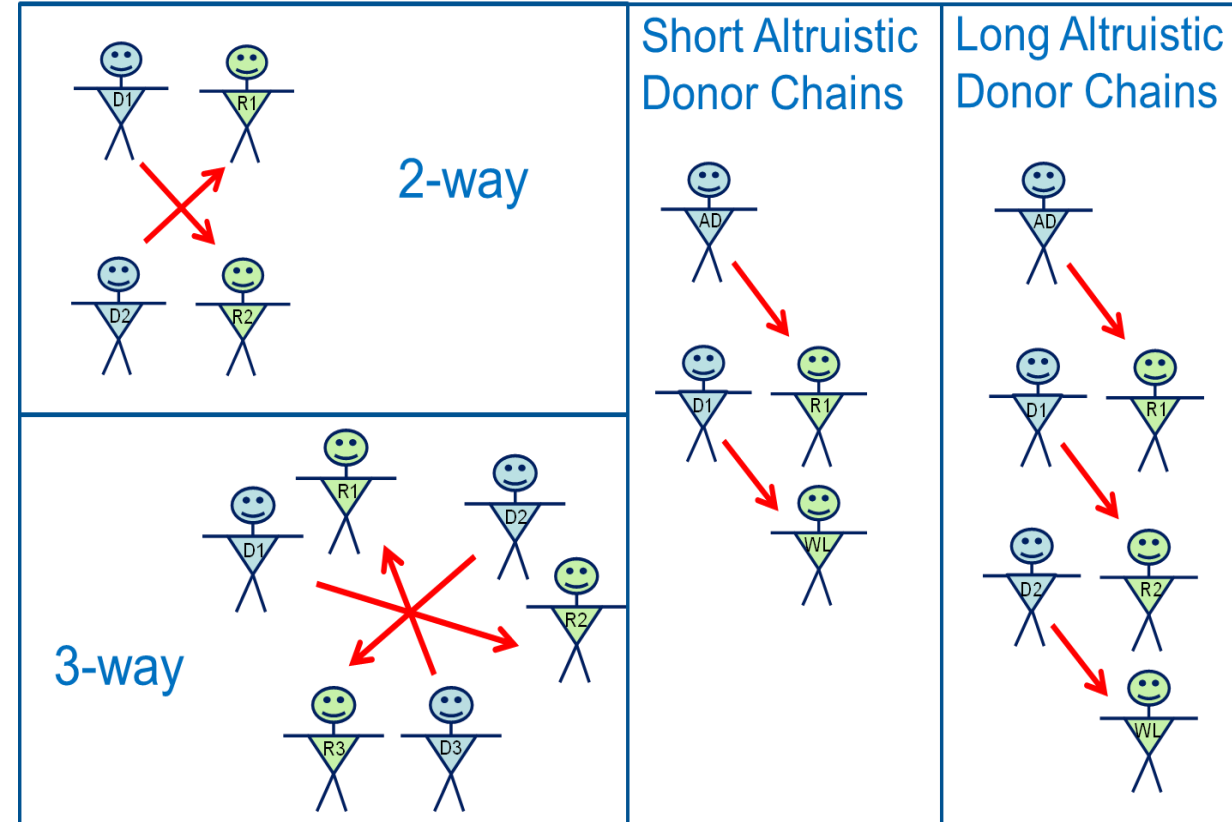 D1 R1
2-way
D2 R2
R1
D2
D1
R2
3-way
R3 D3
Short Altruistic
Donor Chains
AD
D1 R1
WL
Long Altruistic
Donor Chains
AD
D1 R1
D2 R2
WL